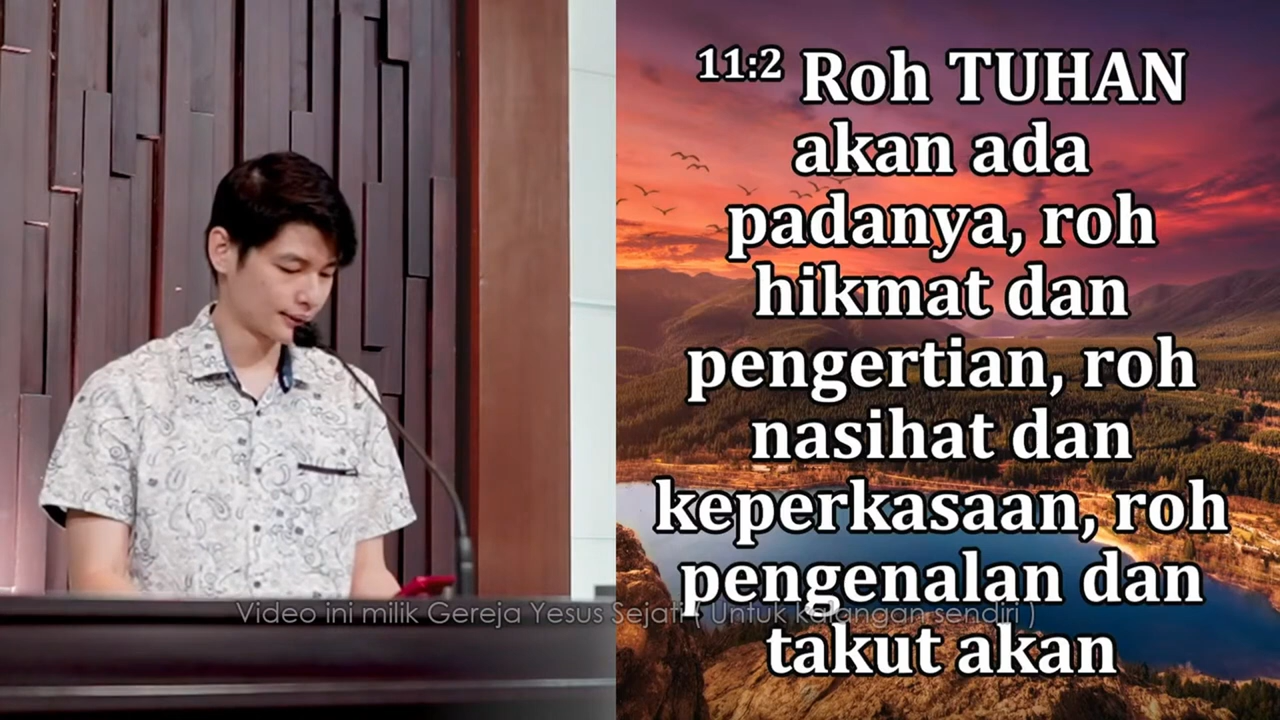 11:2 Roh TUHAN
akan ada
padanya, roh
hikmat dan
pengertian, roh
nasihat dan
keperkasaan, roh
pengenalan dan
takut akan
Video ini milik Gereja Yesus Sejati ( Untuk kalangan sendiri )